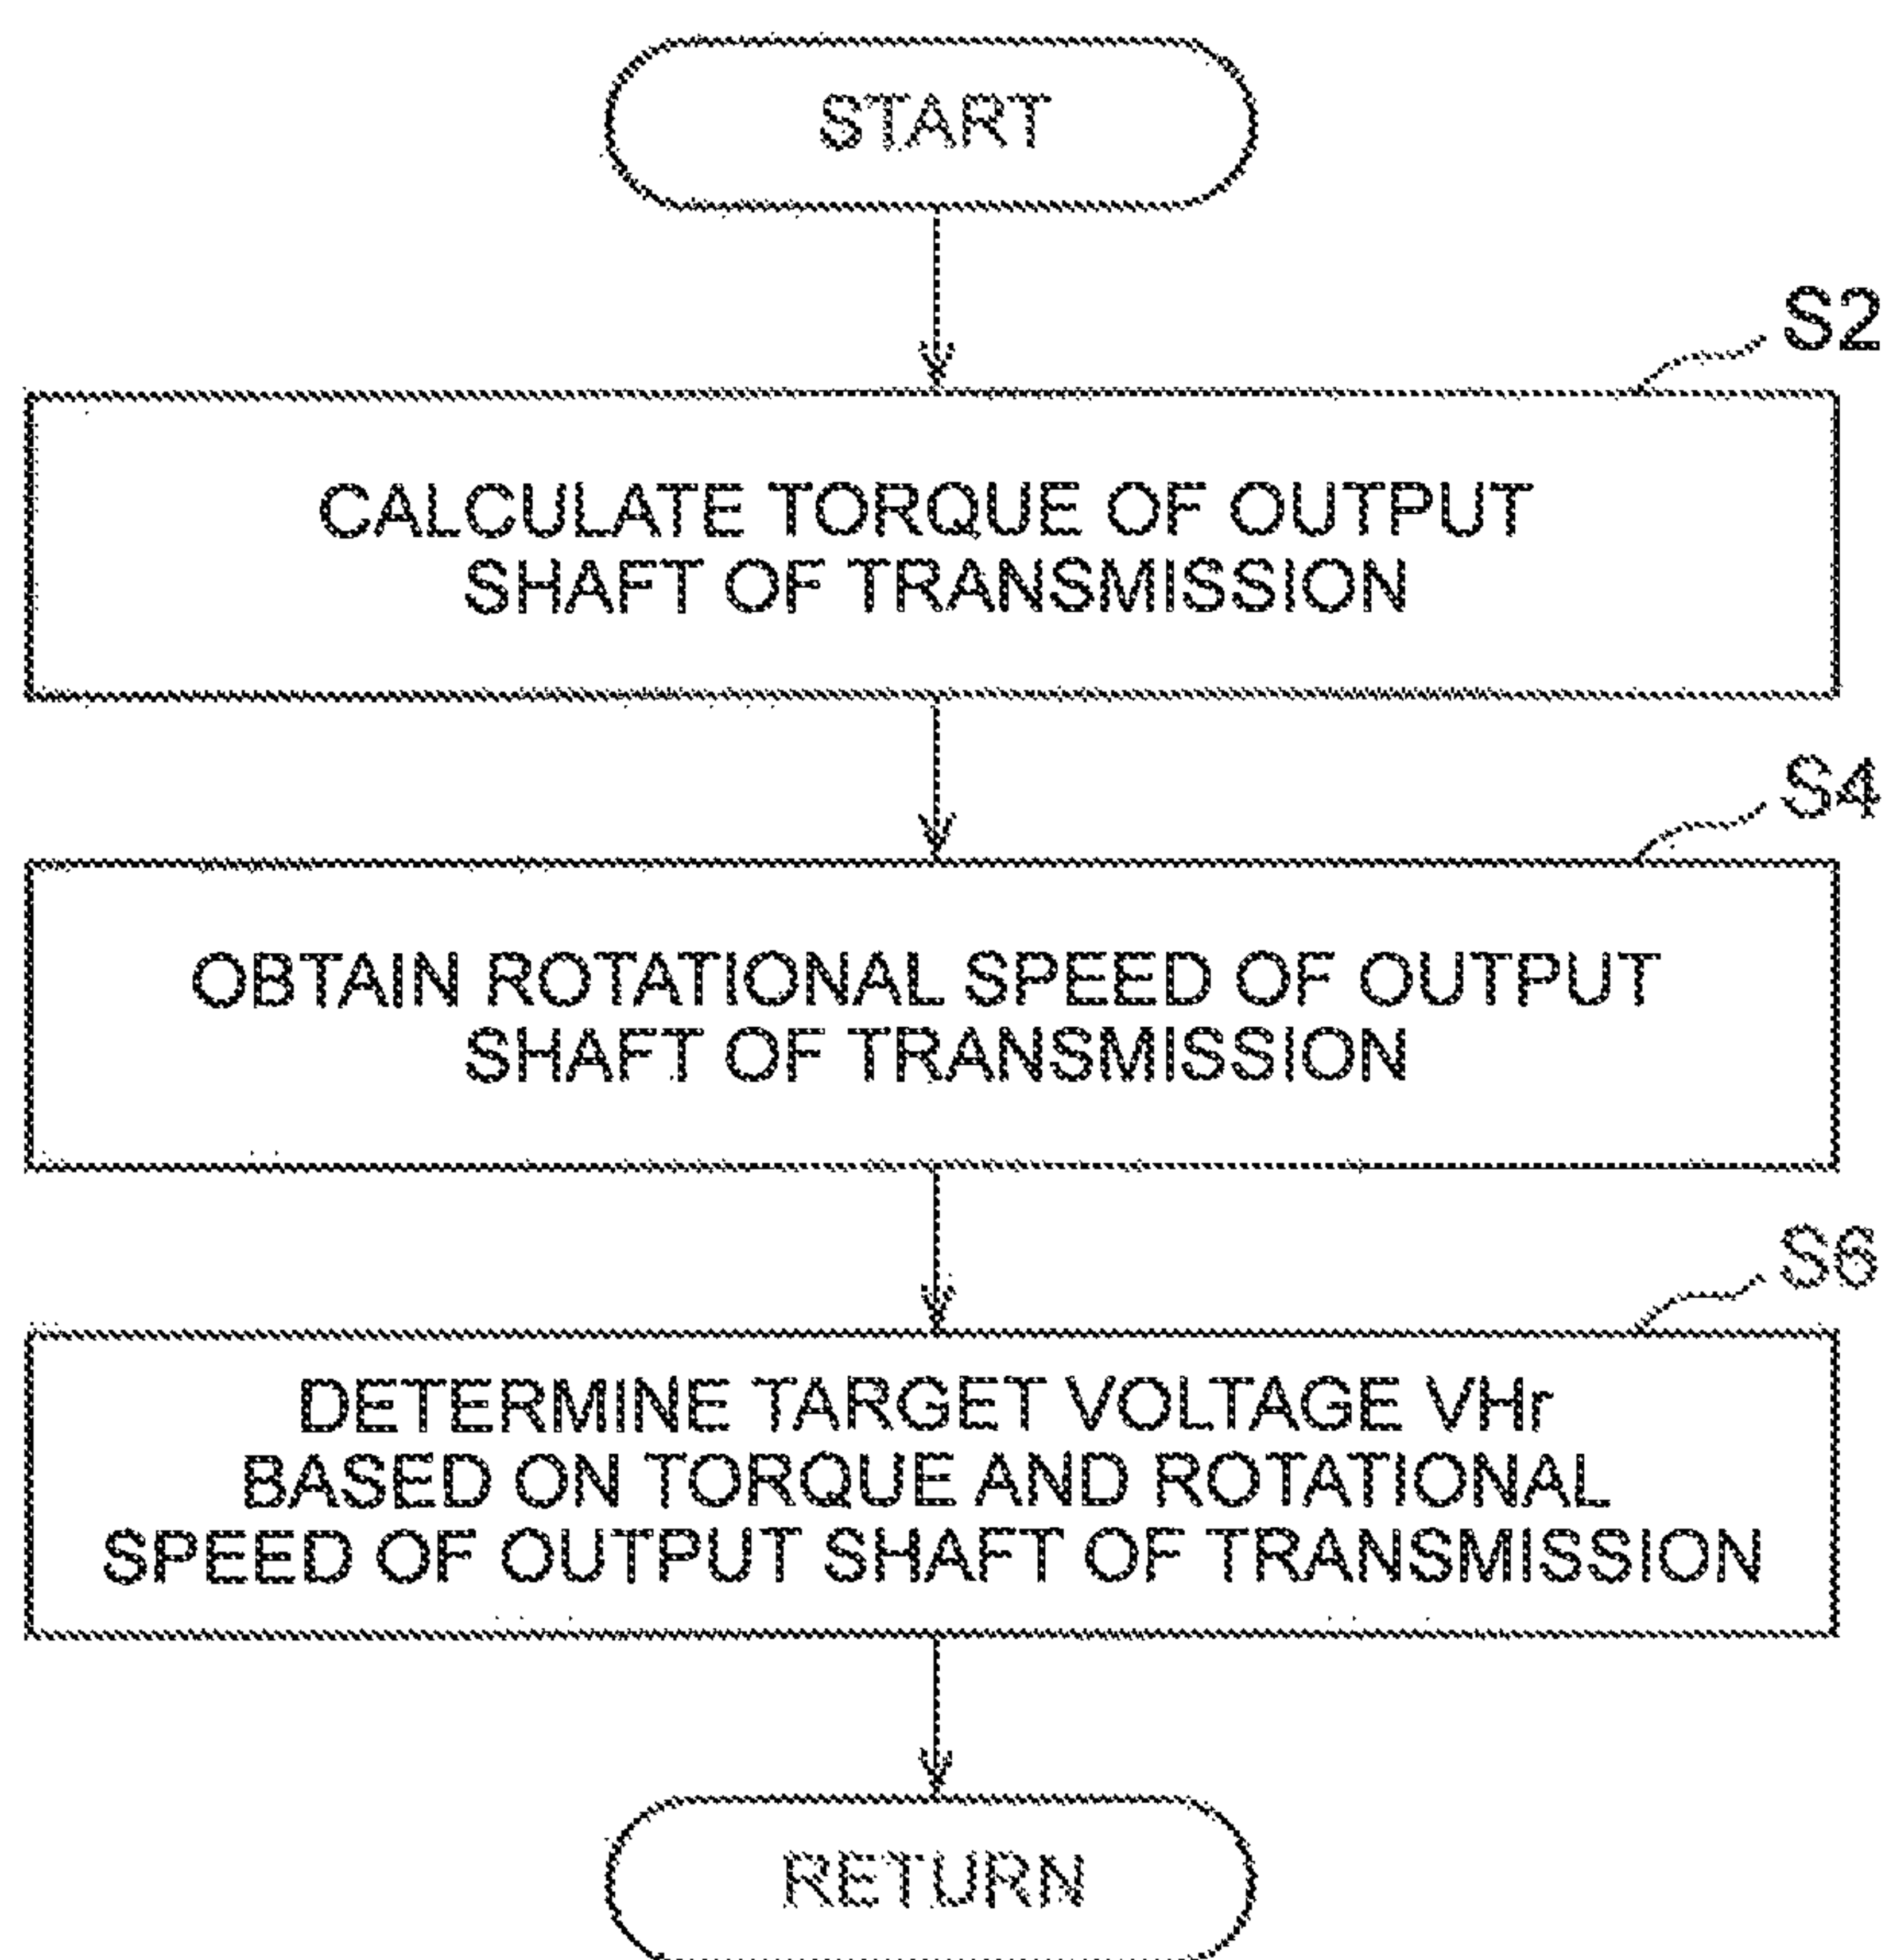 START
S2
CALCULATE TORQUE OF OUTPUT
SHAFT OF TRANSMISSION
S4
OBTAIN ROTATIONAL SPEED OF OUTPUT
SHAFT OF TRANSMISSION
S6
DETERMINE TARGET VOLTAGE VHr
BASED ON TORQUE AND ROTATIONAL
SPEED OF OUTPUT SHAFT OF TRANSMISSION
RETURN